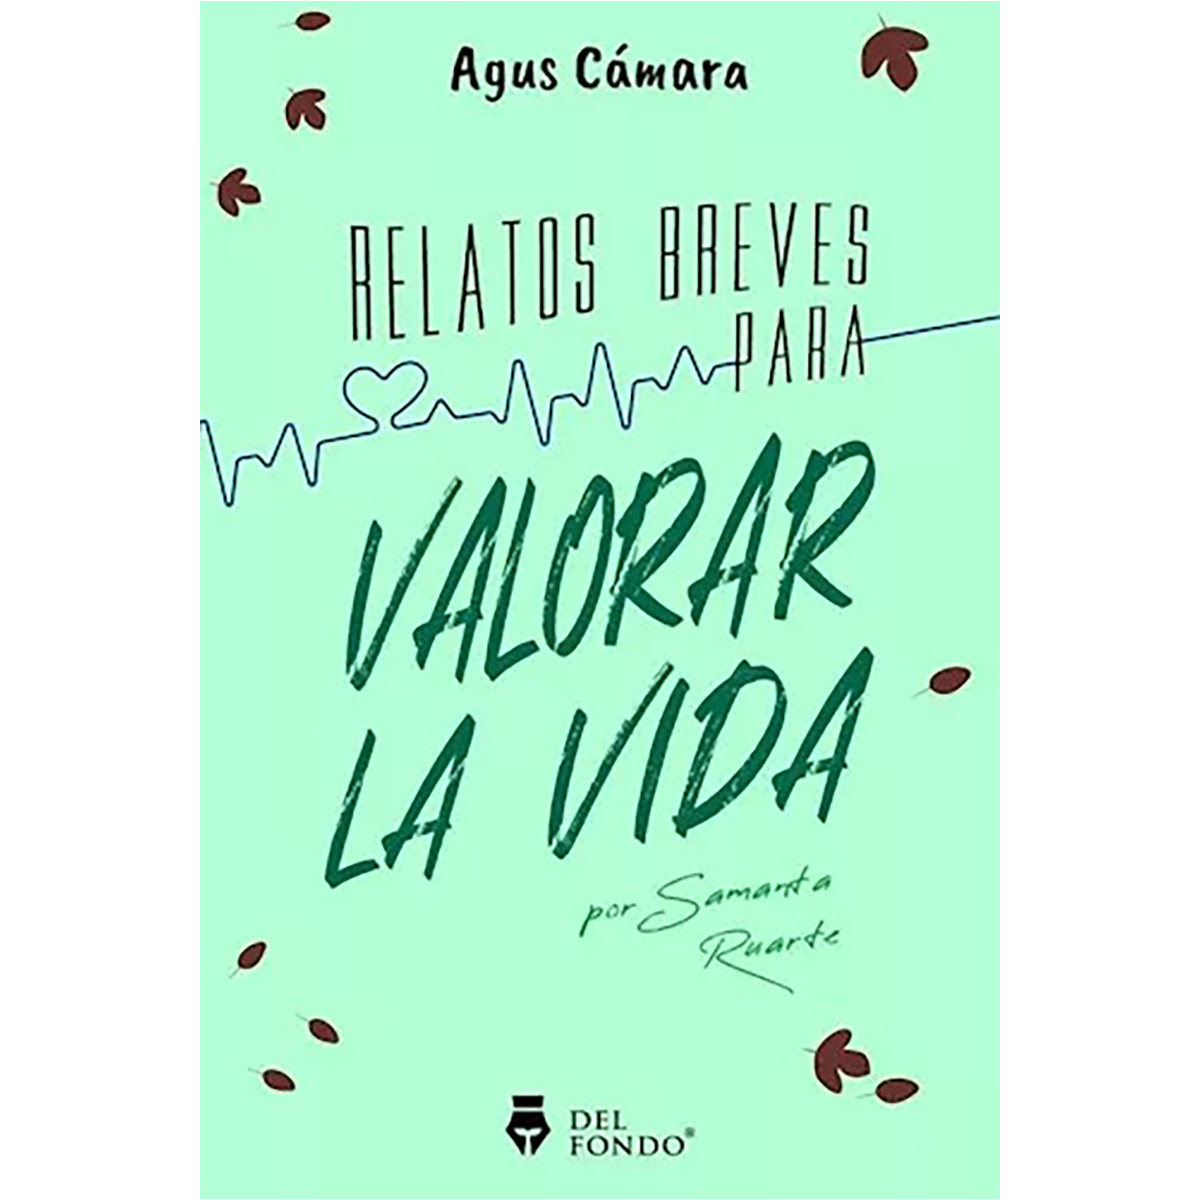 Agus Cámara
RELATOS BREVES
PARA
VALORAR
LA VIDA
por Samanta
Ruarte
DEL
FONDO®